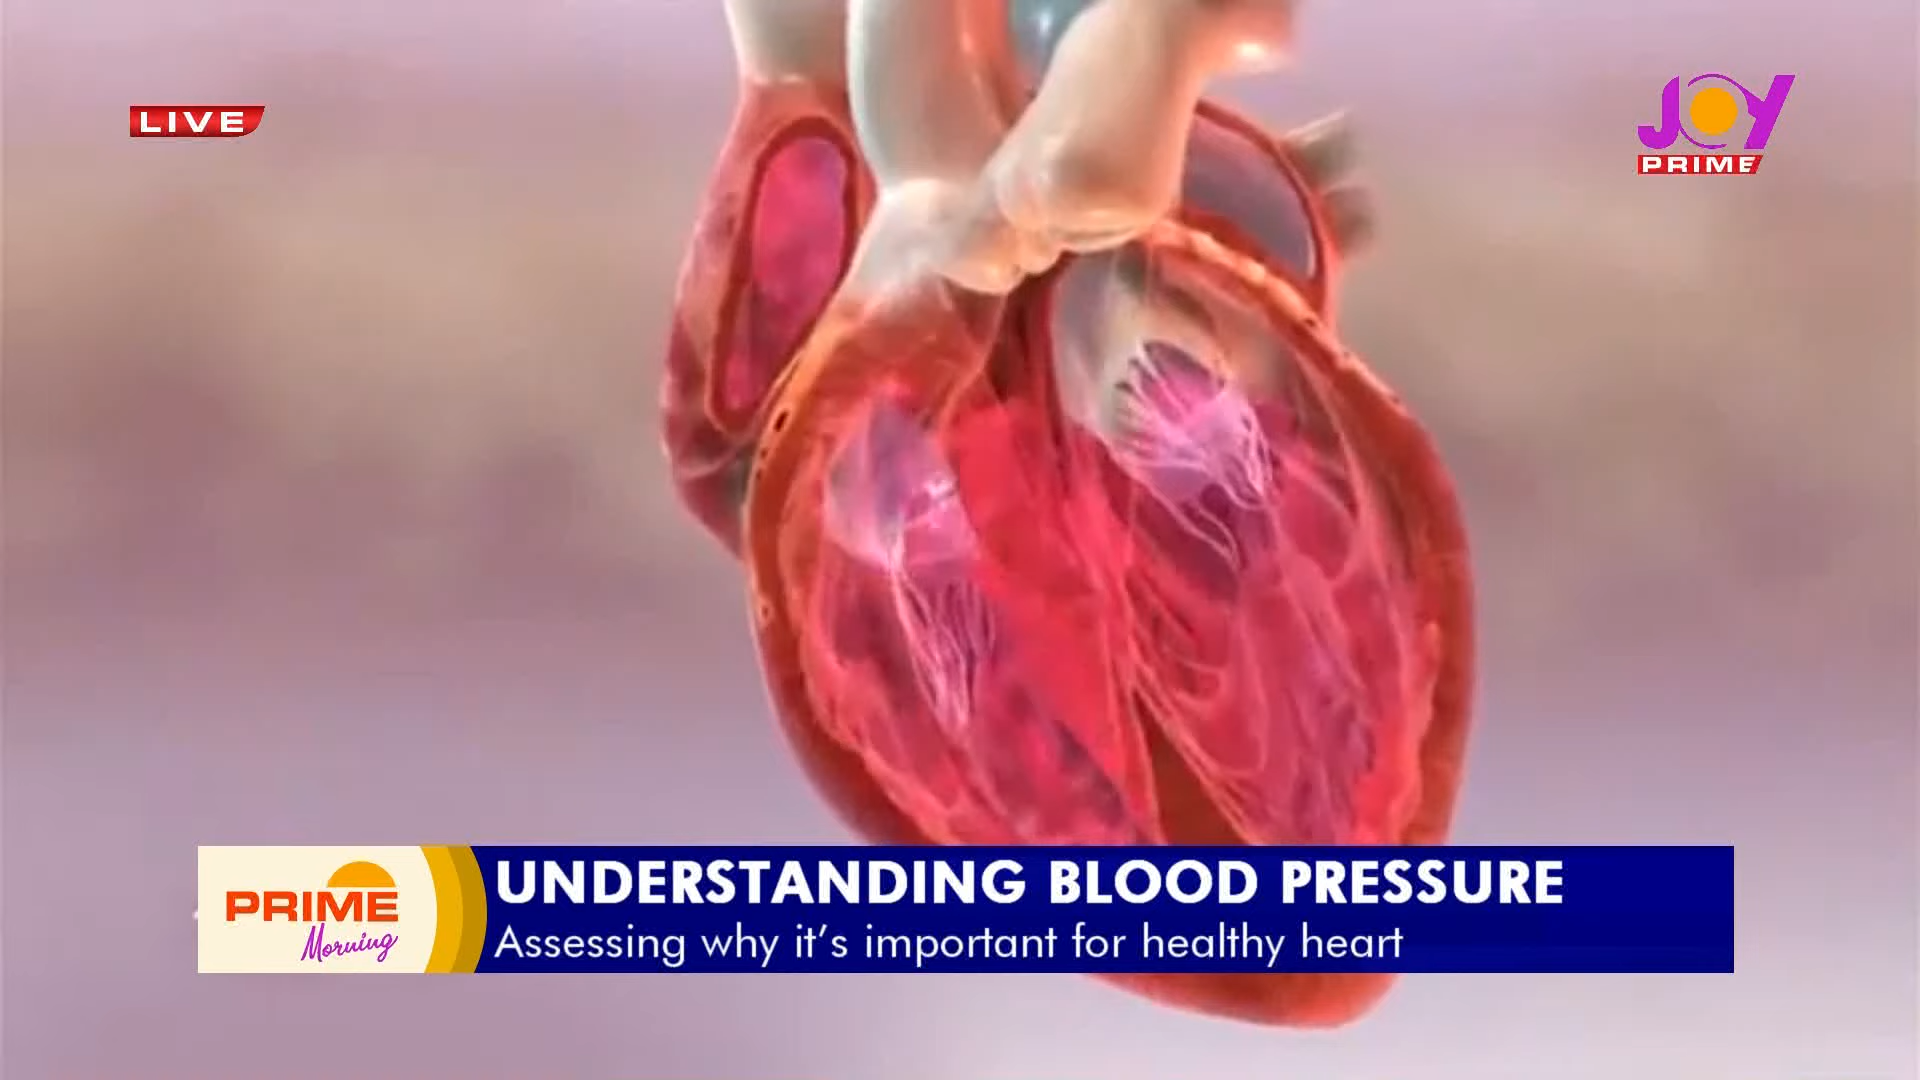 LIVE
JOY
PRIME
PRIME
Morning
UNDERSTANDING BLOOD PRESSURE
Assessing why it's important for healthy heart